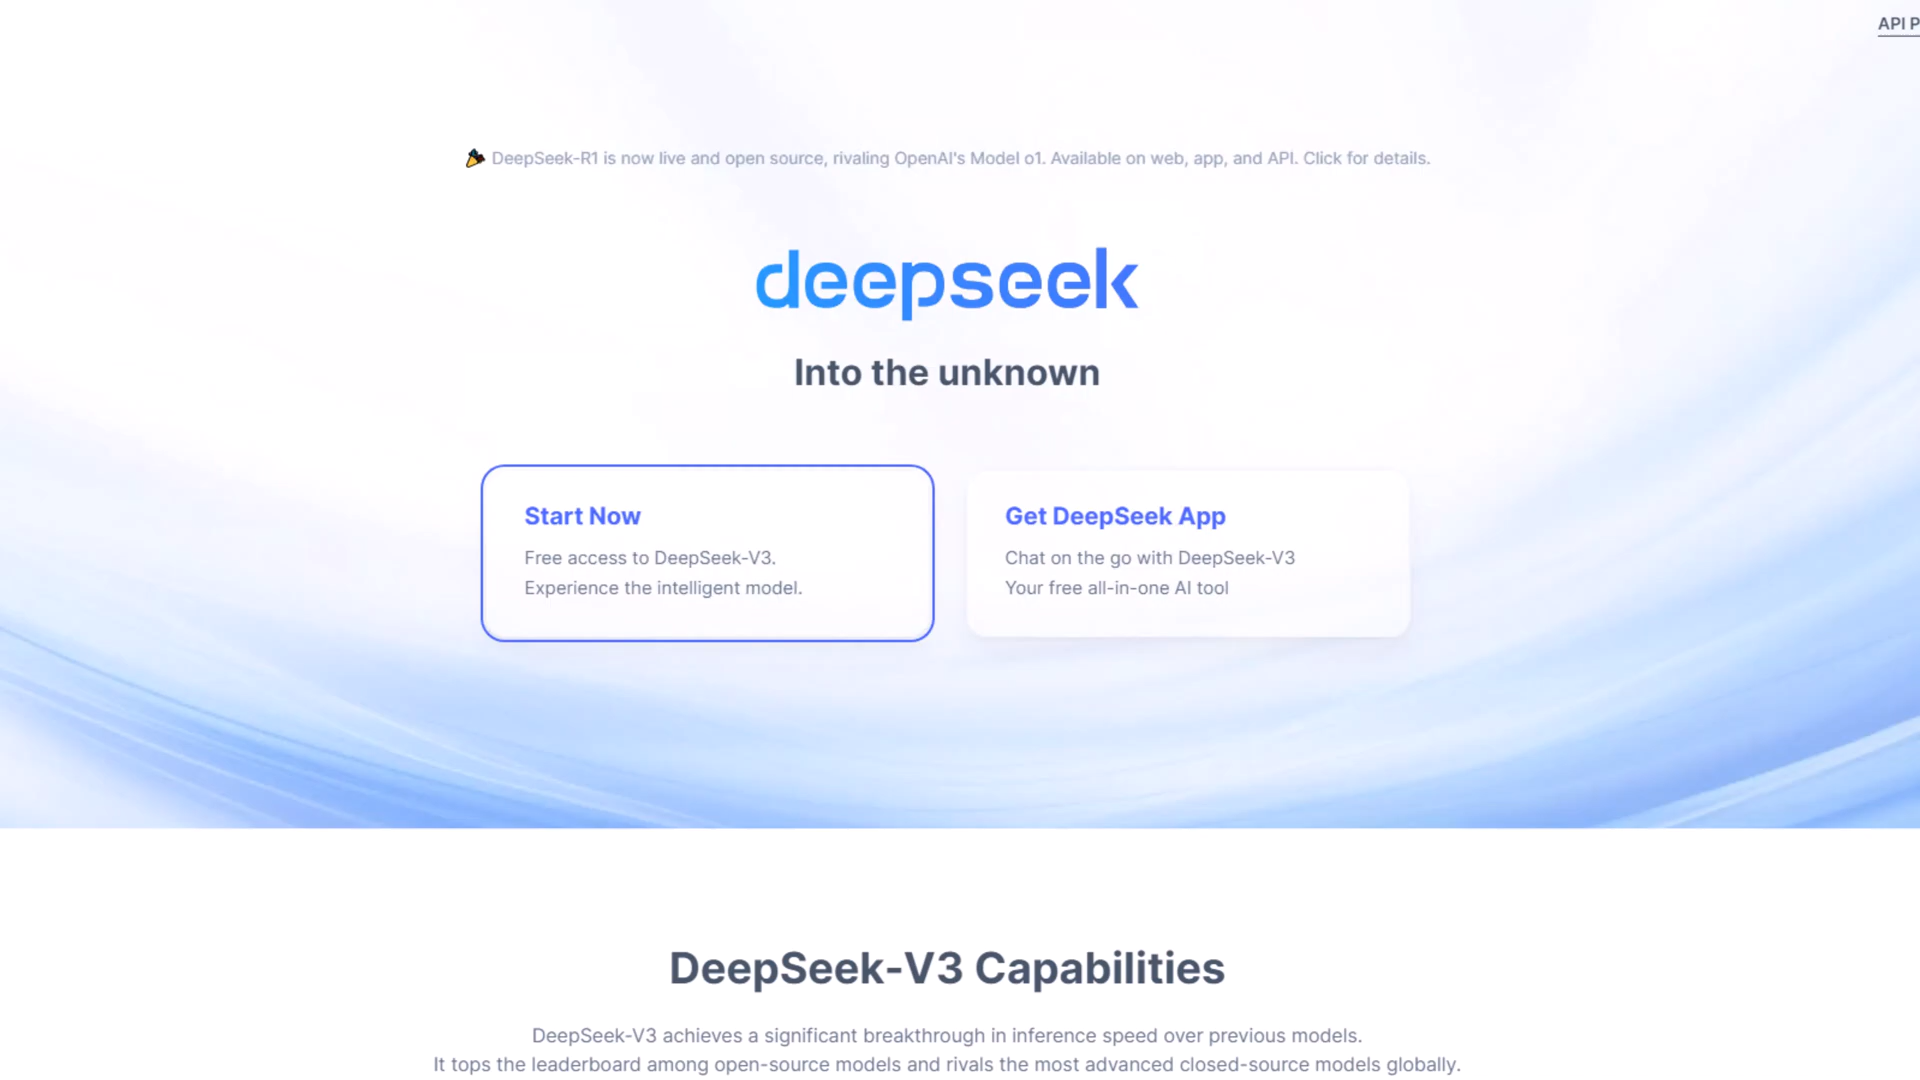 API P
DeepSeek-R1 is now live and open source, rivaling OpenAI's Model o1. Available on web, app, and API. Click for details.
deepseek
Into the unknown
Start Now
Free access to DeepSeek-V3.
Experience the intelligent model.
Get DeepSeek App
Chat on the go with DeepSeek-V3
Your free all-in-one AI tool
DeepSeek-V3 Capabilities
DeepSeek-V3 achieves a significant breakthrough in inference speed over previous models.
It tops the leaderboard among open-source models and rivals the most advanced closed-source models globally.